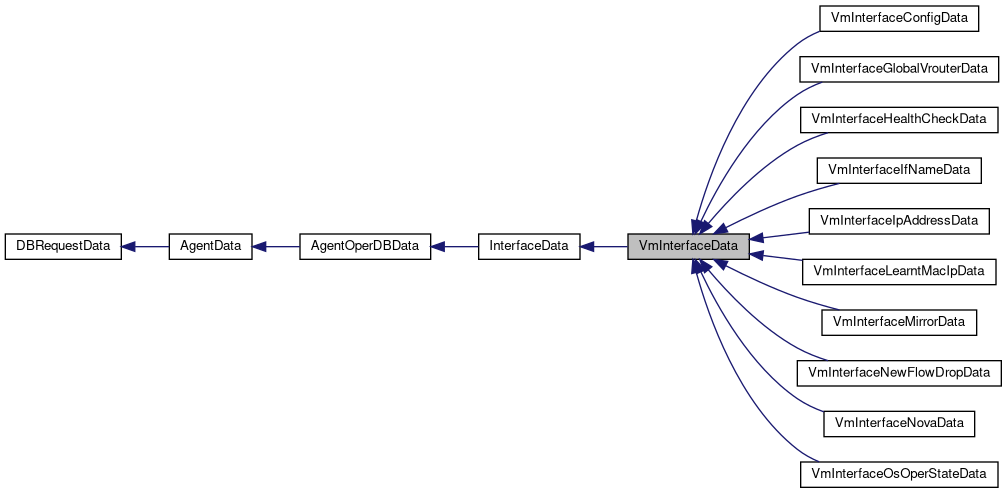 VmInterfaceConfigData
VmInterfaceGlobalVrouterData
VmInterfaceHealthCheckData
VmInterfaceIfNameData
VmInterfaceIpAddressData
DBRequestData
AgentData
AgentOperDBData
InterfaceData
VmInterfaceData
VmInterfaceLearntMacIpData
VmInterfaceMirrorData
VmInterfaceNewFlowDropData
VmInterfaceNovaData
VmInterfaceOsOperStateData